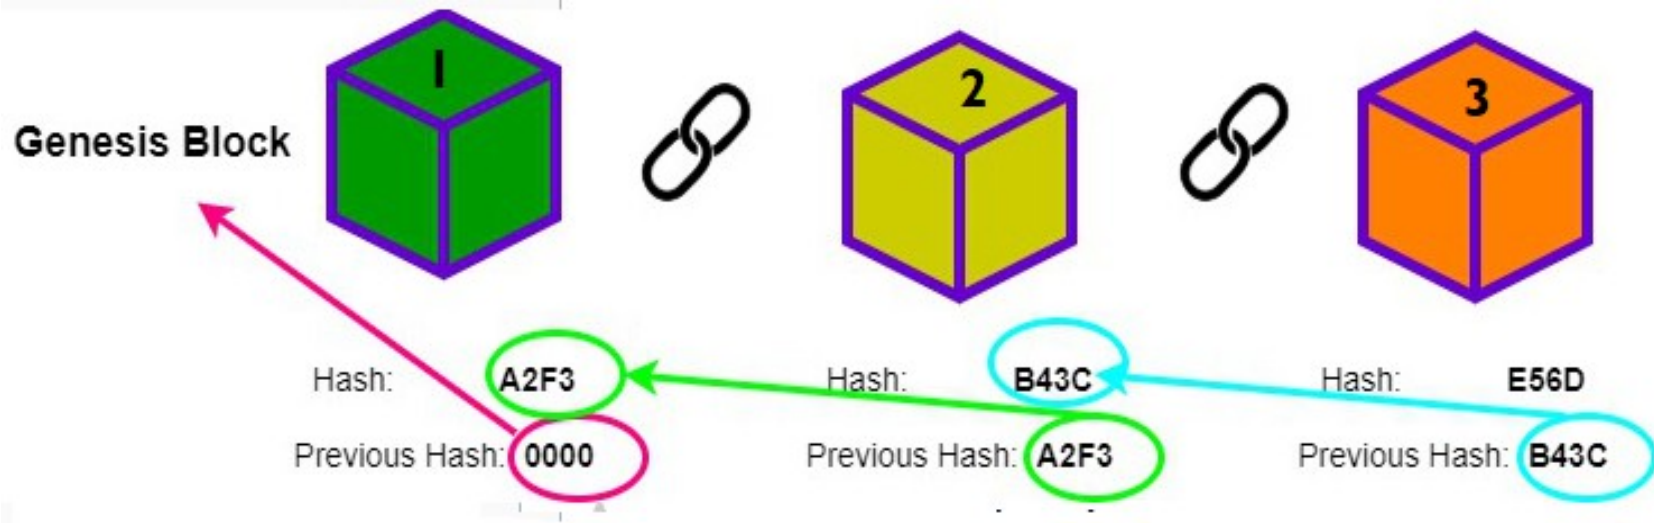 1
2
3
Genesis Block
Hash: A2F3
Hash: B43C
Hash: E56D
Previous Hash: 0000
Previous Hash: A2F3
Previous Hash: B43C